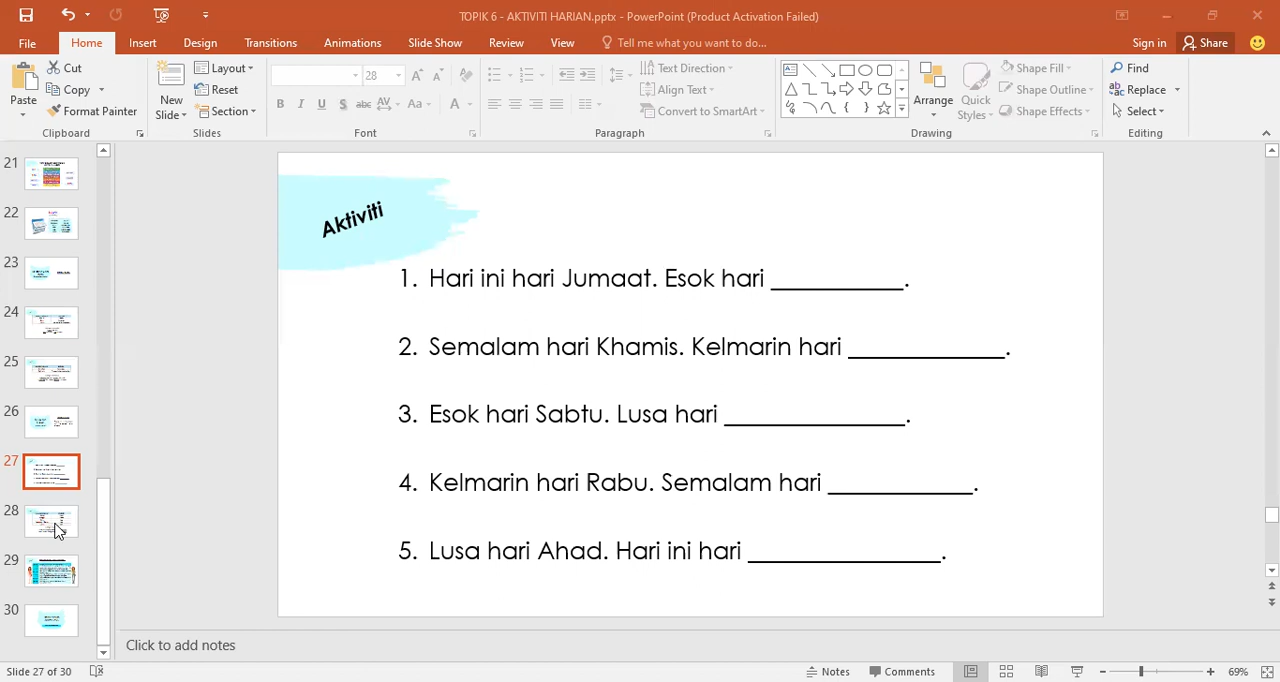 TOPIK 6 - AKTIVITI HARIAN.pptx - PowerPoint (Product Activation Failed)
File Home Insert Design Transitions Animations Slide Show Review View Tell me what you want to do... Sign in Share
Paste
Cut
Copy
Format Painter
Clipboard
New
Slide
Layout
Reset
Section
Slides
28
B I U S abc AV Aa A
Font
Text Direction
Align Text
Convert to SmartArt
Paragraph
Arrange
Quick
Styles
Shape Fill
Shape Outline
Shape Effects
Drawing
Find
Replace
Select
Editing
21
22
23
24
25
26
27
28
29
30
Aktiviti
1. Hari ini hari Jumaat. Esok hari __________.
2. Semalam hari Khamis. Kelmarin hari ____________.
3. Esok hari Sabtu. Lusa hari ______________.
4. Kelmarin hari Rabu. Semalam hari ___________.
5. Lusa hari Ahad. Hari ini hari _______________.
Click to add notes
Slide 27 of 30 Notes Comments 69%